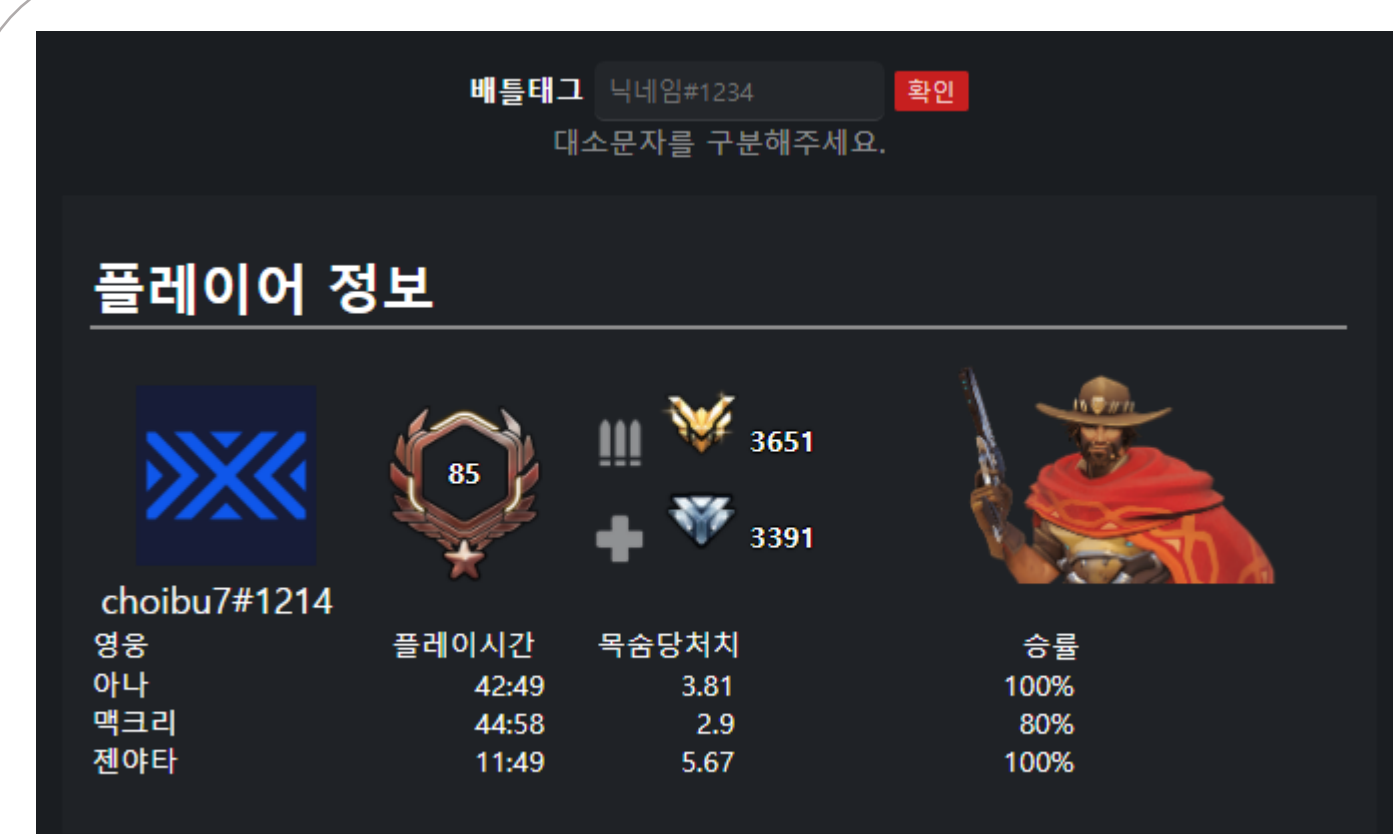 배틀태그 닉네임#1234 확인
대소문자를 구분해주세요.
플레이어 정보
85
3651
3391
choibu7#1214
영웅 플레이시간 목숨당처치 승률
아나 42:49 3.81 100%
맥크리 44:58 2.9 80%
젠야타 11:49 5.67 100%